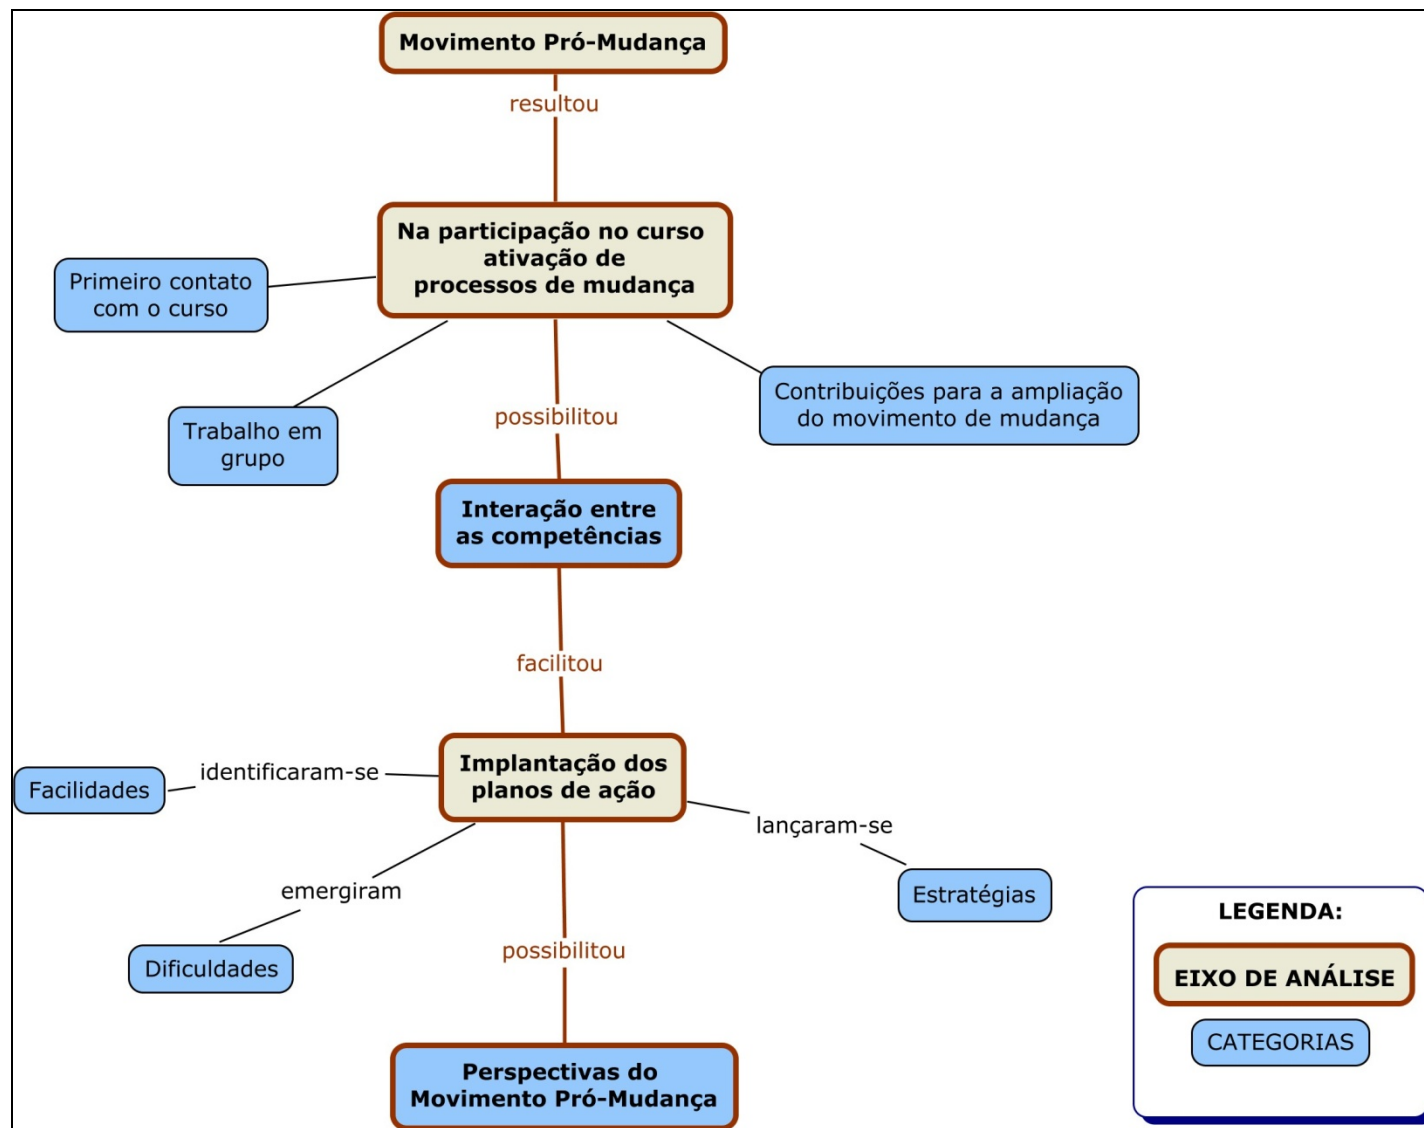 Movimento Pró-Mudança
resultou
Na participação no curso
ativação de
processos de mudança
Primeiro contato
com o curso
Trabalho em
grupo
possibilitou
Contribuições para a ampliação
do movimento de mudança
Interação entre
as competências
facilitou
Implantação dos
planos de ação
identificaram-se
Facilidades
lançaram-se
Estratégias
emergiram
Dificuldades
possibilitou
Perspectivas do
Movimento Pró-Mudança
LEGENDA:
EIXO DE ANÁLISE
CATEGORIAS